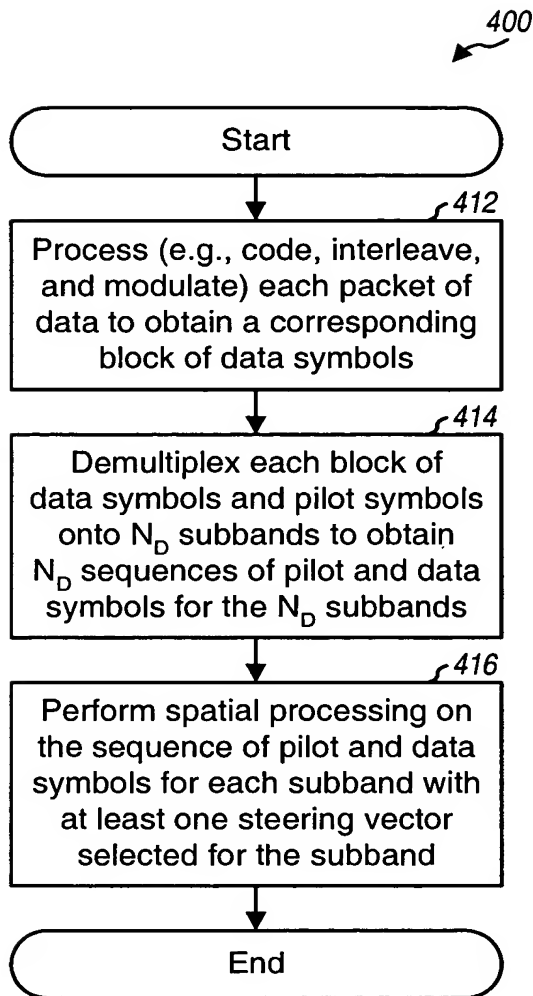 400
Start
412
Process (e.g., code, interleave,
and modulate) each packet of
data to obtain a corresponding
block of data symbols
414
Demultiplex each block of
data symbols and pilot symbols
onto N_D subbands to obtain
N_D sequences of pilot and data
symbols for the N_D subbands
416
Perform spatial processing on
the sequence of pilot and data
symbols for each subband with
at least one steering vector
selected for the subband
End